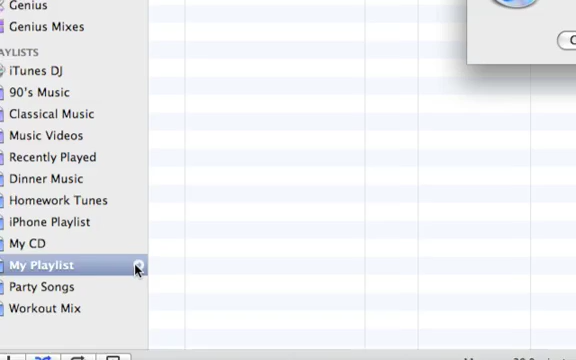 Genius
Genius Mixes
AYLISTS
iTunes DJ
90's Music
Classical Music
Music Videos
Recently Played
Dinner Music
Homework Tunes
iPhone Playlist
My CD
My Playlist
Party Songs
Workout Mix